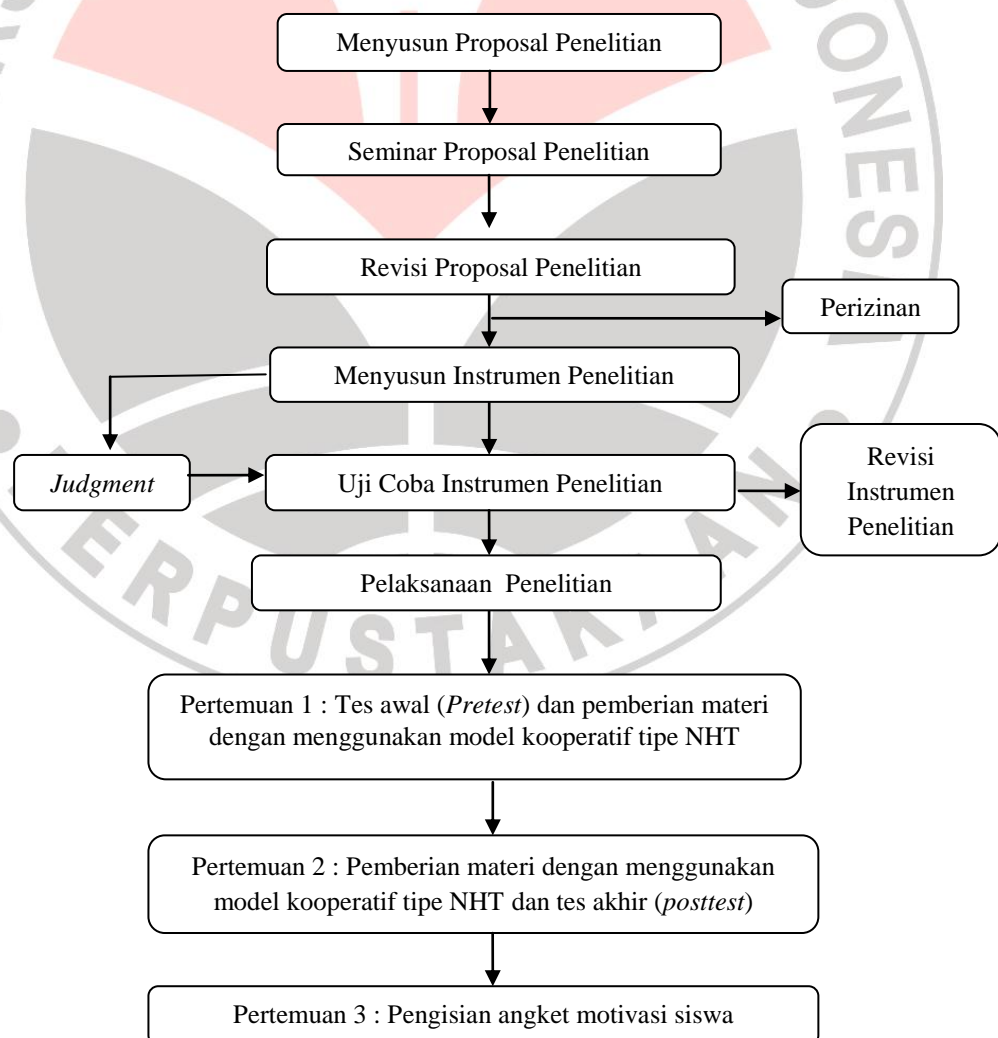 Menyusun Proposal Penelitian
Seminar Proposal Penelitian
Revisi Proposal Penelitian
Perizinan
Menyusun Instrumen Penelitian
Judgment
Uji Coba Instrumen Penelitian
Revisi
Instrumen
Penelitian
Pelaksanaan Penelitian
Pertemuan 1 : Tes awal (Pretest) dan pemberian materi
dengan menggunakan model kooperatif tipe NHT
Pertemuan 2 : Pemberian materi dengan menggunakan
model kooperatif tipe NHT dan tes akhir (posttest)
Pertemuan 3 : Pengisian angket motivasi siswa